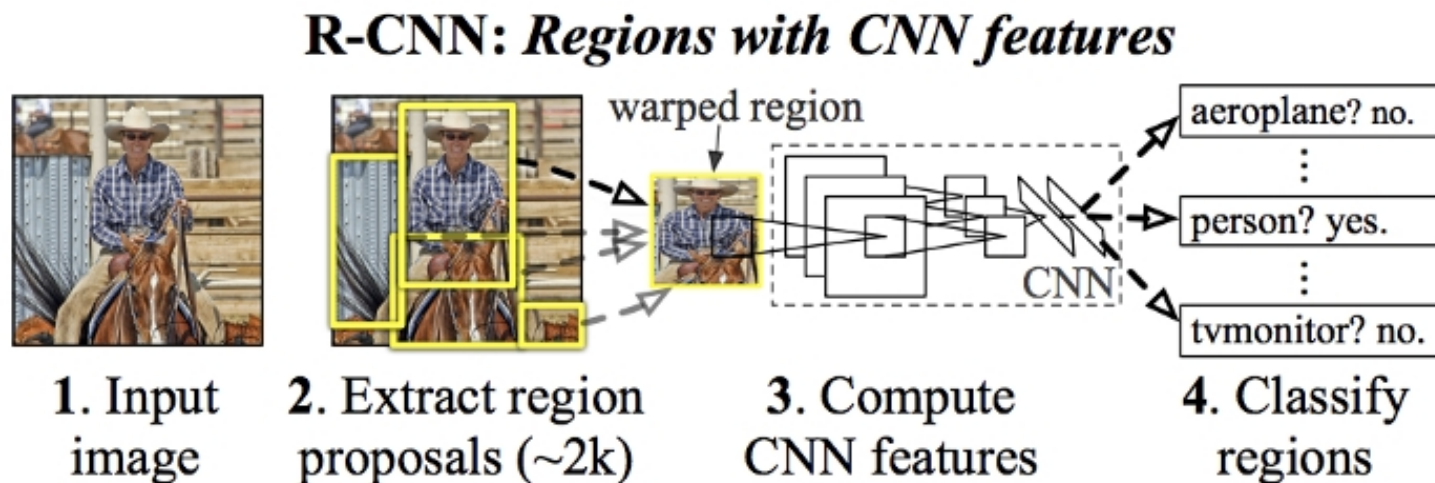 R-CNN: Regions with CNN features
warped region
aeroplane? no.
person? yes.
CNN
tvmonitor? no.
1. Input
image
2. Extract region
proposals (~2k)
3. Compute
CNN features
4. Classify
regions